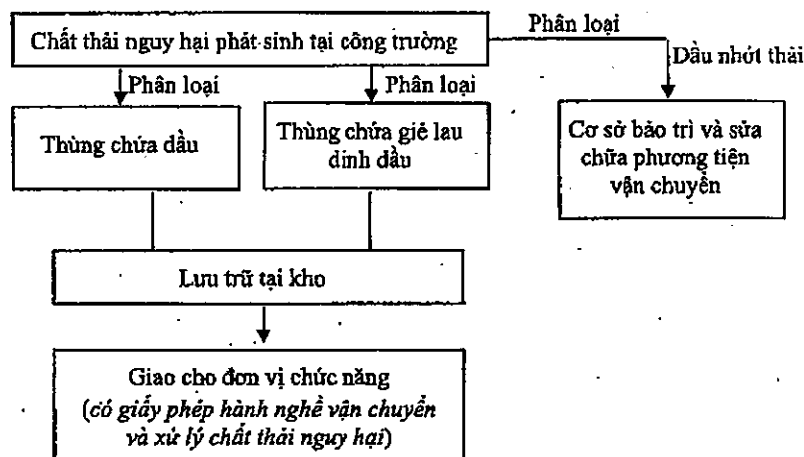 Phân loại
Chất thải nguy hại phát sinh tại công trường
Dầu nhớt thải
Phân loại
Phân loại
Thùng chứa dầu
Thùng chứa giẻ lau
dính dầu
Cơ sở bảo trì và sửa
chữa phương tiện
vận chuyển
Lưu trữ tại kho
Giao cho đơn vị chức năng
(có giấy phép hành nghề vận chuyển
và xử lý chất thải nguy hại)